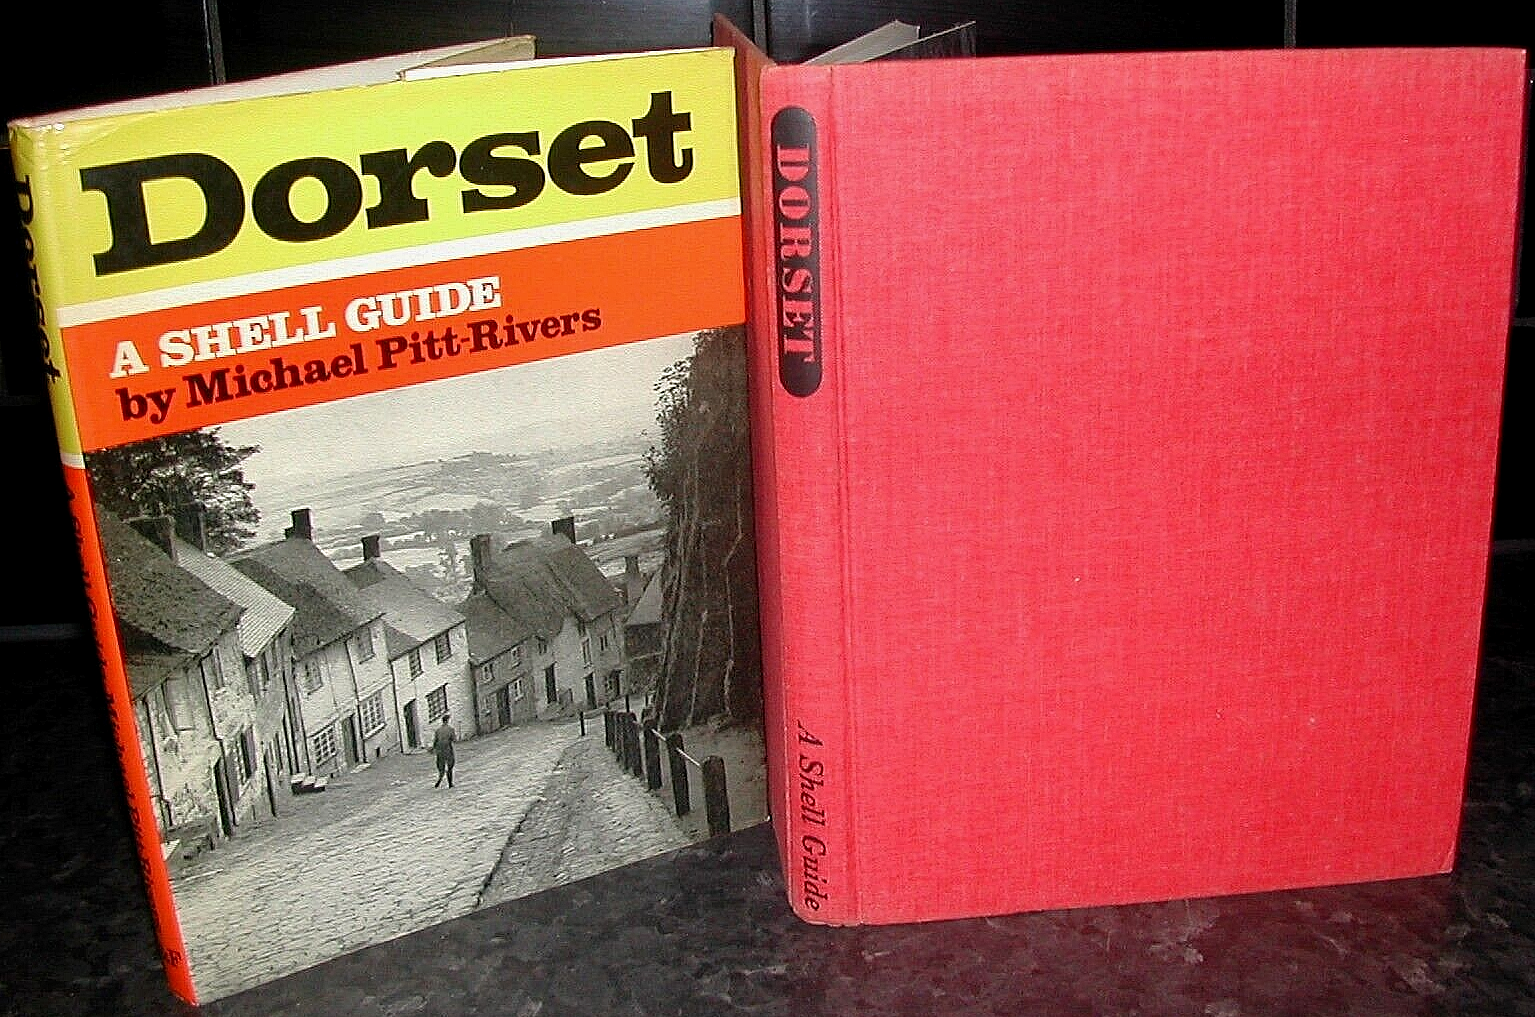 Dorset
A SHELL GUIDE
by Michael Pitt-Rivers
Dorset
DORSET
A Shell Guide